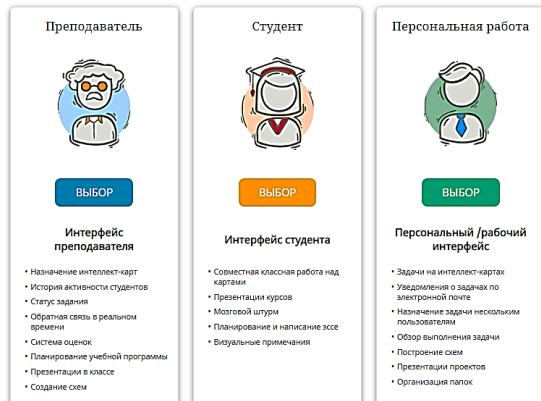 Преподаватель
ВЫБОР
Интерфейс
преподавателя
• Назначение интеллект-карт
• История активности студентов
• Статус задания
• Обратная связь в реальном
времени
• Система оценок
• Планирование учебной программы
• Презентации в классе
• Создание схем
Студент
ВЫБОР
Интерфейс студента
• Совместная классная работа над
картами
• Презентации курсов
• Мозговой штурм
• Планирование и написание эссе
• Визуальные примечания
Персональная работа
ВЫБОР
Персональный /рабочий
интерфейс
• Задачи на интеллект-картах
• Уведомления о задачах по
электронной почте
• Назначение задачи нескольким
пользователям
• Обзор выполнения задачи
• Построение схем
• Презентации проектов
• Организация папок